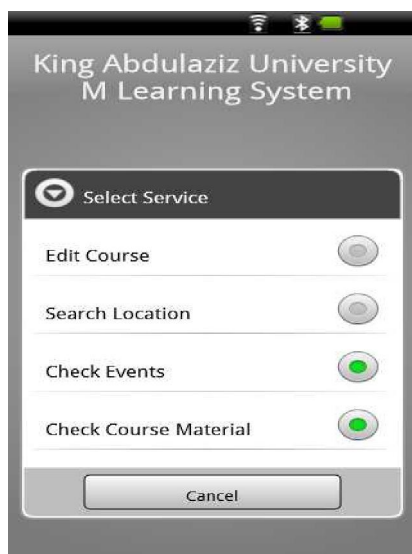 King Abdulaziz University
M Learning System
Select Service
Edit Course
Search Location
Check Events
Check Course Material
Cancel